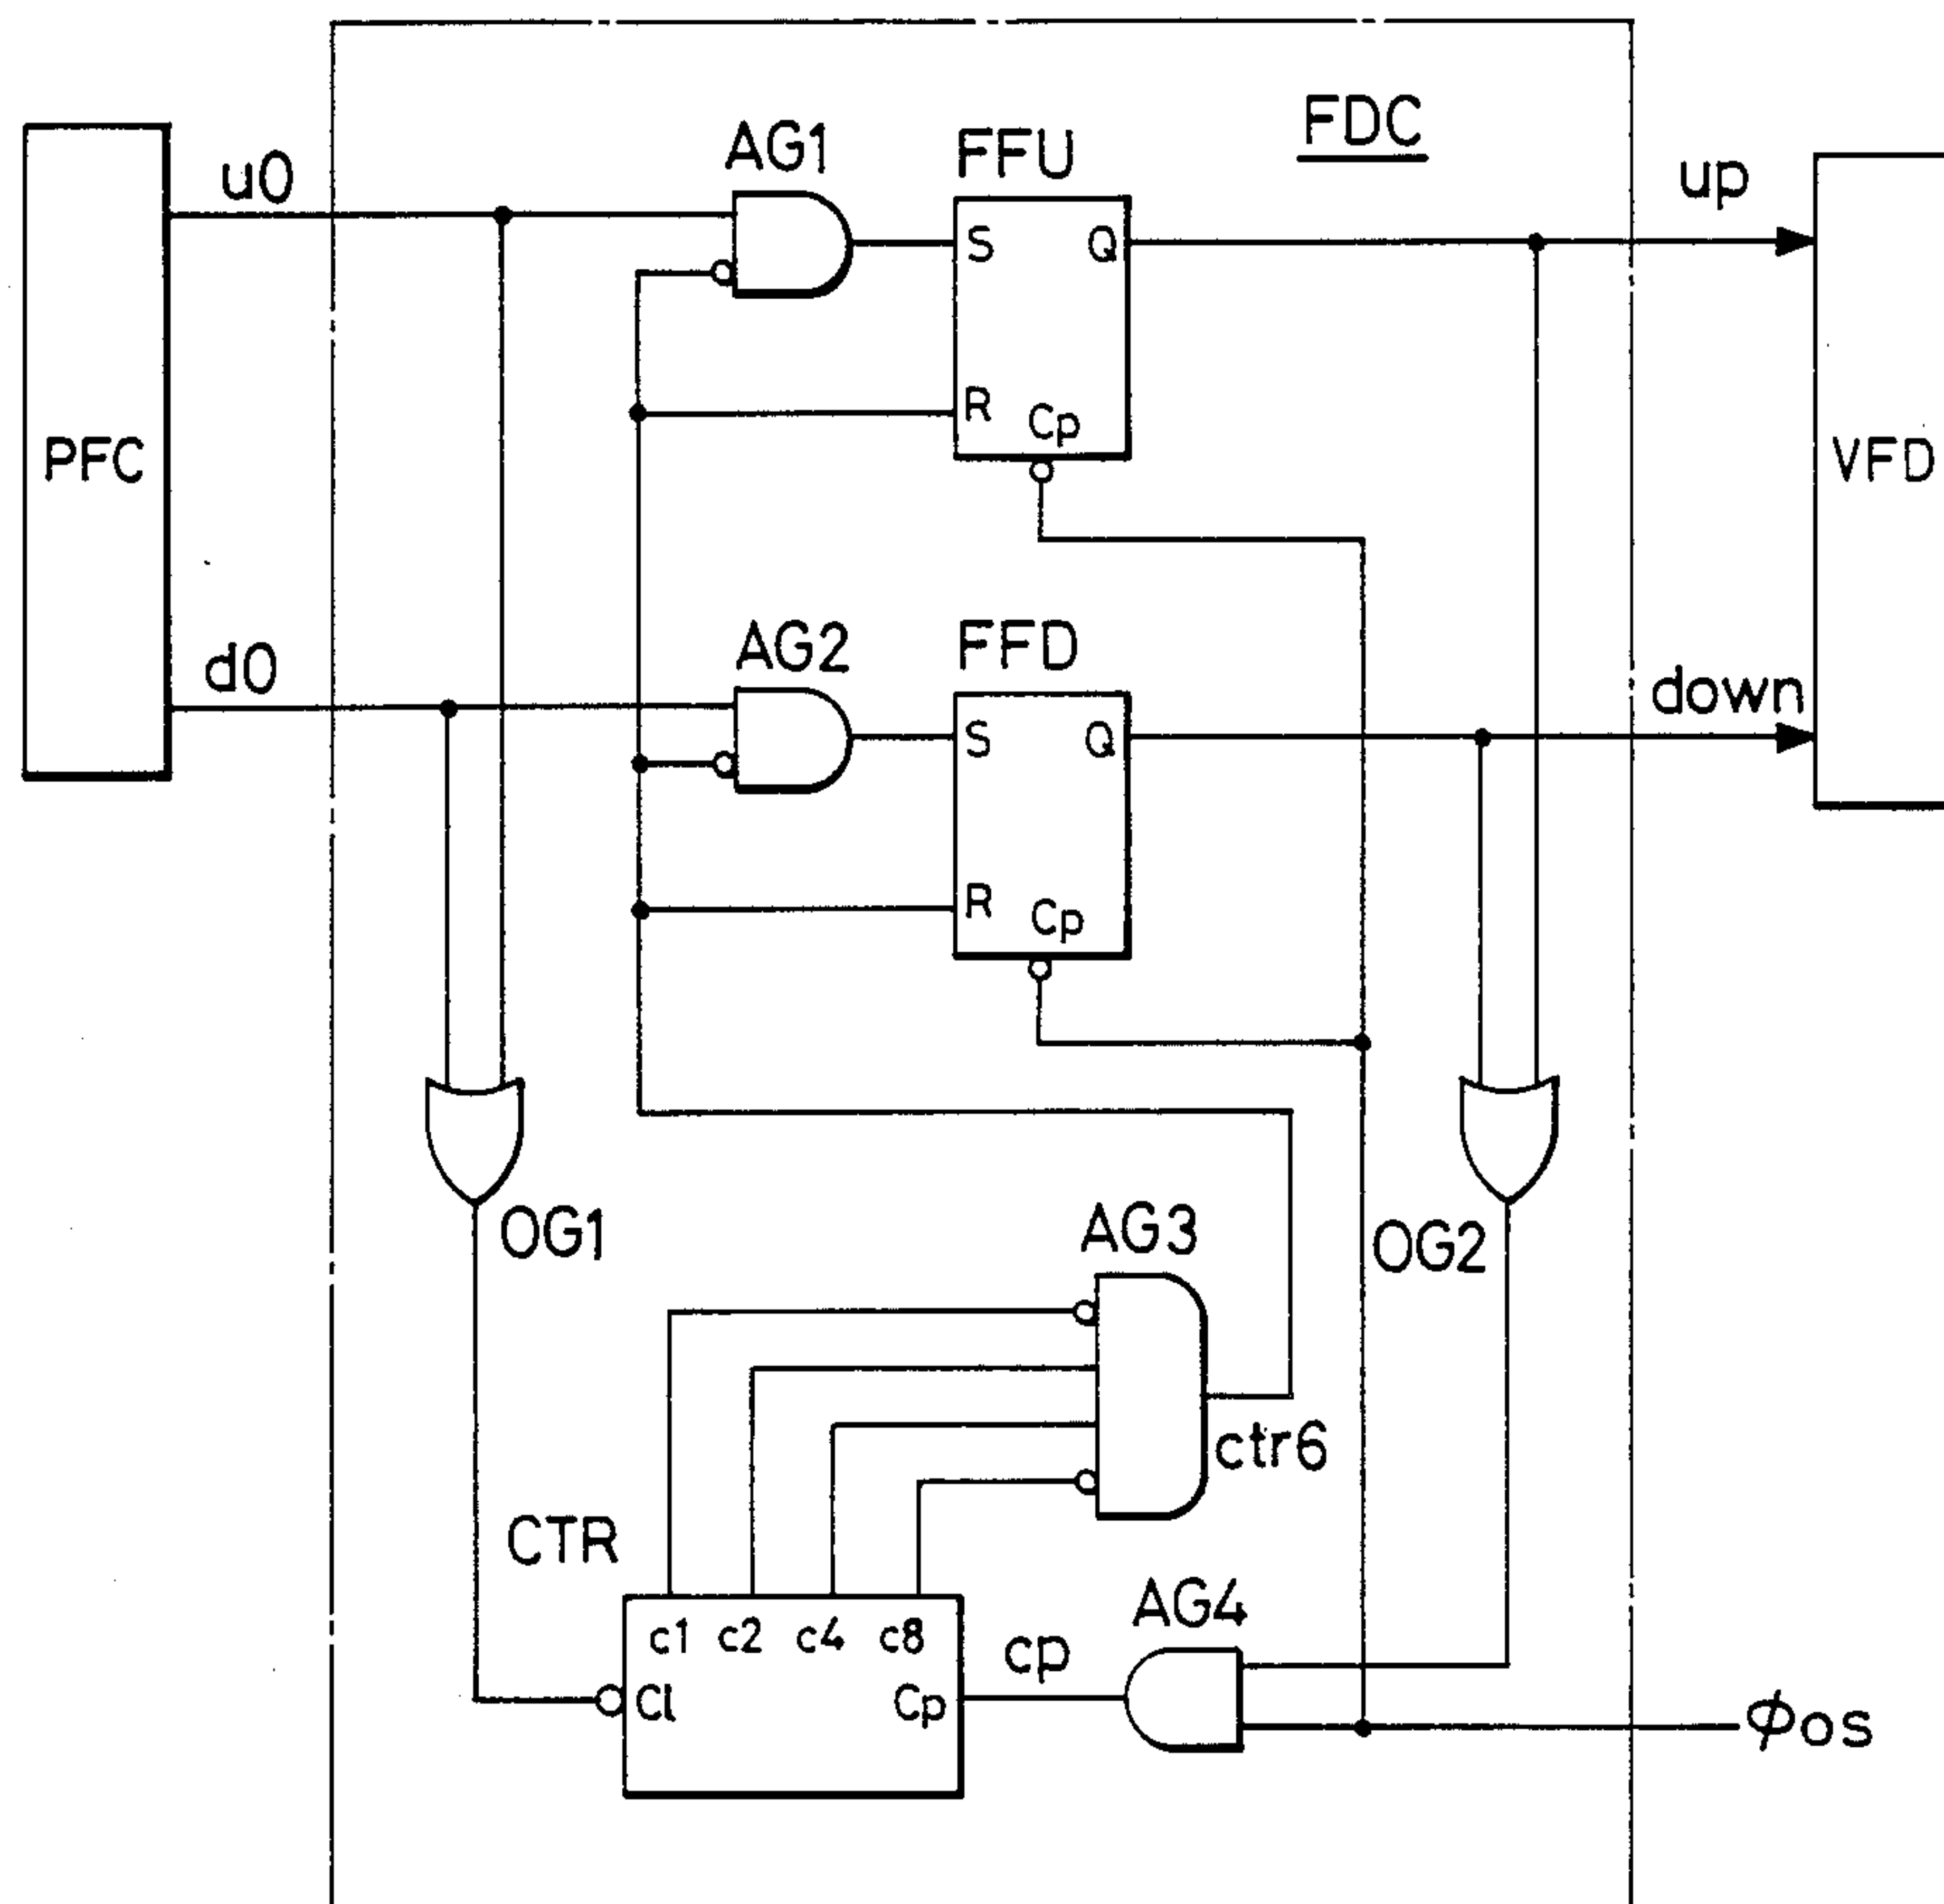 FDC
AG1
FFU
u0
up
S
Q
R
Cp
PFC
VFD
AG2
FFD
d0
down
S
Q
R
Cp
OG1
AG3
OG2
ctr6
CTR
AG4
c1 c2 c4 c8
Cl
Cp
cp
ϕos